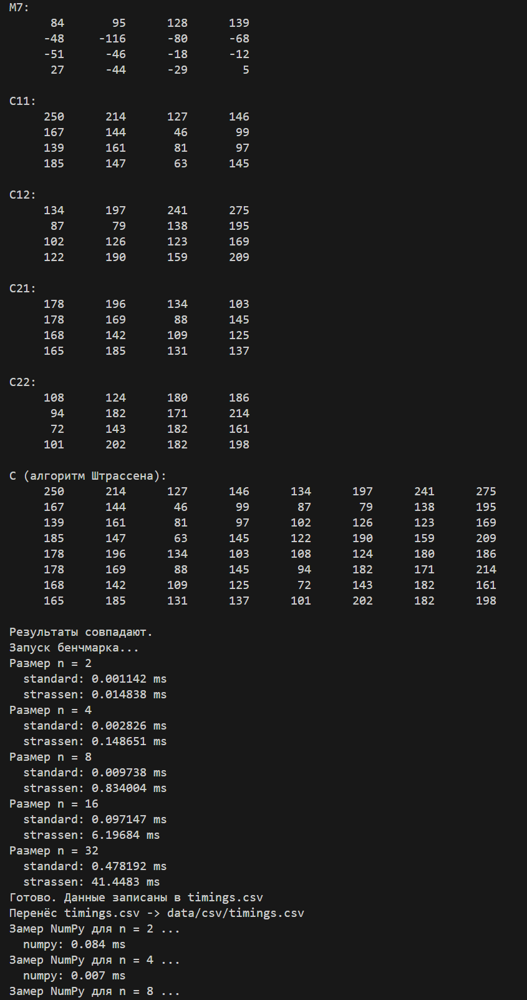 M7:
84 95 128 139
-48 -116 -80 -68
-51 -46 -18 -12
27 -44 -29 5
C11:
250 214 127 146
167 144 46 99
139 161 81 97
185 147 63 145
C12:
134 197 241 275
87 79 138 195
102 126 123 169
122 190 159 209
C21:
178 196 134 103
178 169 88 145
168 142 109 125
165 185 131 137
C22:
108 124 180 186
94 182 171 214
72 143 182 161
101 202 182 198
C (алгоритм Штрассена):
250 214 127 146 134 197 241 275
167 144 46 99 87 79 138 195
139 161 81 97 102 126 123 169
185 147 63 145 122 190 159 209
178 196 134 103 108 124 180 186
178 169 88 145 94 182 171 214
168 142 109 125 72 143 182 161
165 185 131 137 101 202 182 198
Результаты совпадают.
Запуск бенчмарка...
Размер n = 2
standard: 0.001142 ms
strassen: 0.014838 ms
Размер n = 4
standard: 0.002826 ms
strassen: 0.148651 ms
Размер n = 8
standard: 0.009738 ms
strassen: 0.834004 ms
Размер n = 16
standard: 0.097147 ms
strassen: 6.19684 ms
Размер n = 32
standard: 0.478192 ms
strassen: 41.4483 ms
Готово. Данные записаны в timings.csv
Перенёс timings.csv -> data/csv/timings.csv
Замер NumPy для n = 2 ...
numpy: 0.084 ms
Замер NumPy для n = 4 ...
numpy: 0.007 ms
Замер NumPy для n = 8 ...